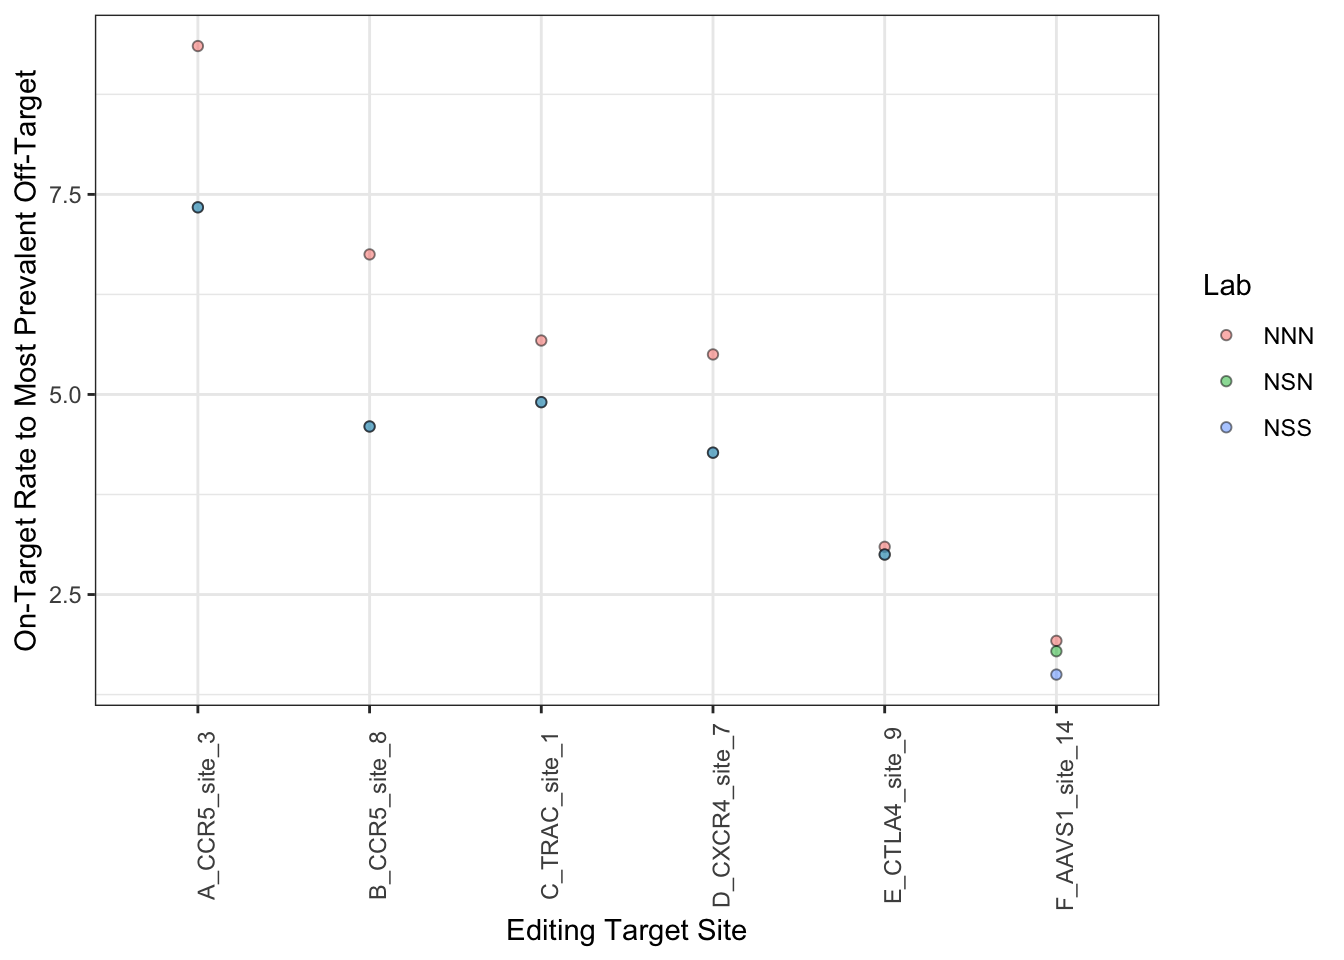 On-Target Rate to Most Prevalent Off-Target
7.5
5.0
2.5
A_CCR5_site_3
B_CCR5_site_8
C_TRAC_site_1
D_CXCR4_site_7
E_CTLA4_site_9
F_AAVS1_site_14
Editing Target Site
Lab
NNN
NSN
NSS